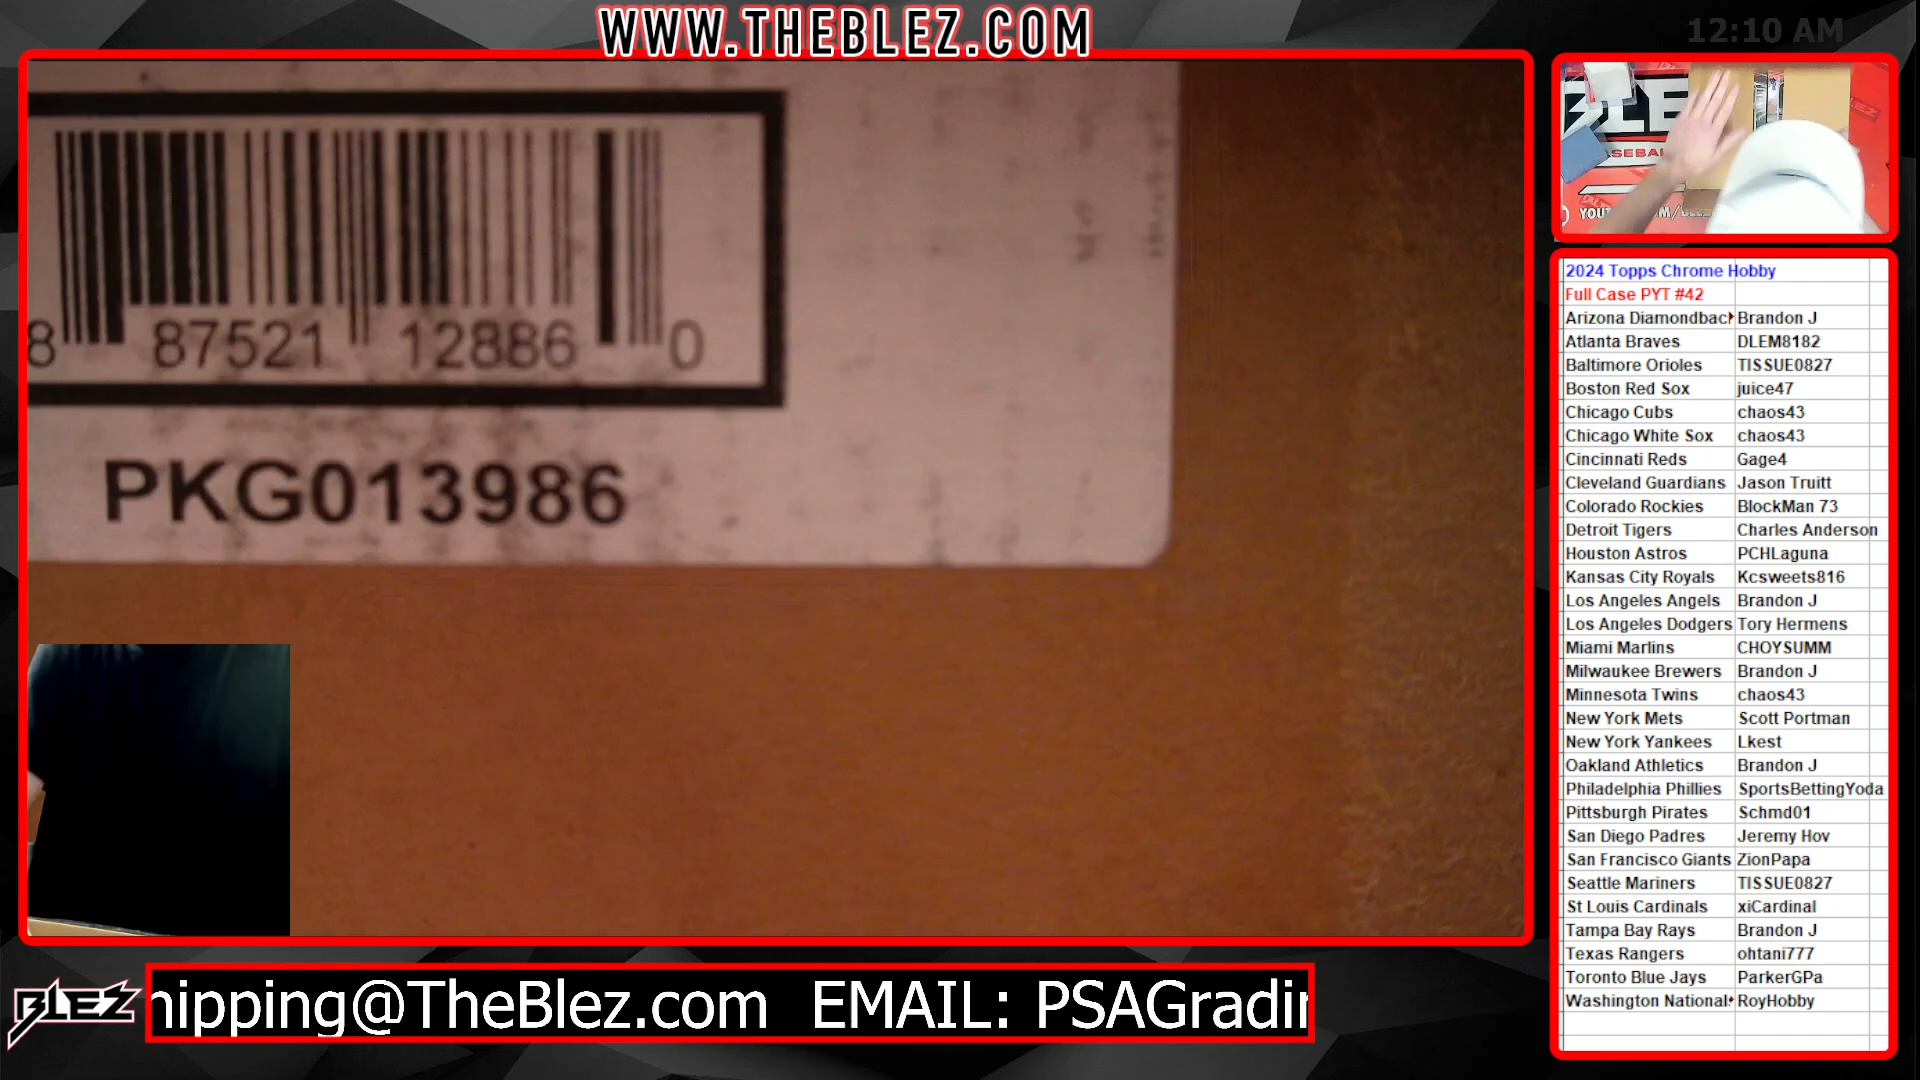 WWW.THEBLEZ.COM
12:10 AM
8 87521 12886 0
PKG013986
BLEZ
2024 Topps Chrome Hobby
Full Case PYT #42
Arizona Diamondbac Brandon J
Atlanta Braves DLEM8182
Baltimore Orioles TISSUE0827
Boston Red Sox juice47
Chicago Cubs chaos43
Chicago White Sox chaos43
Cincinnati Reds Gage4
Cleveland Guardians Jason Truitt
Colorado Rockies BlockMan 73
Detroit Tigers Charles Anderson
Houston Astros PCHLaguna
Kansas City Royals Kcsweets816
Los Angeles Angels Brandon J
Los Angeles Dodgers Tory Hermens
Miami Marlins CHOYSUMM
Milwaukee Brewers Brandon J
Minnesota Twins chaos43
New York Mets Scott Portman
New York Yankees Lkest
Oakland Athletics Brandon J
Philadelphia Phillies SportsBettingYoda
Pittsburgh Pirates Schmd01
San Diego Padres Jeremy Hov
San Francisco Giants ZionPapa
Seattle Mariners TISSUE0827
St Louis Cardinals xiCardinal
Tampa Bay Rays Brandon J
Texas Rangers ohtani777
Toronto Blue Jays ParkerGPa
Washington National RoyHobby
BLEZ
hipping@TheBlez.com EMAIL: PSAGradin